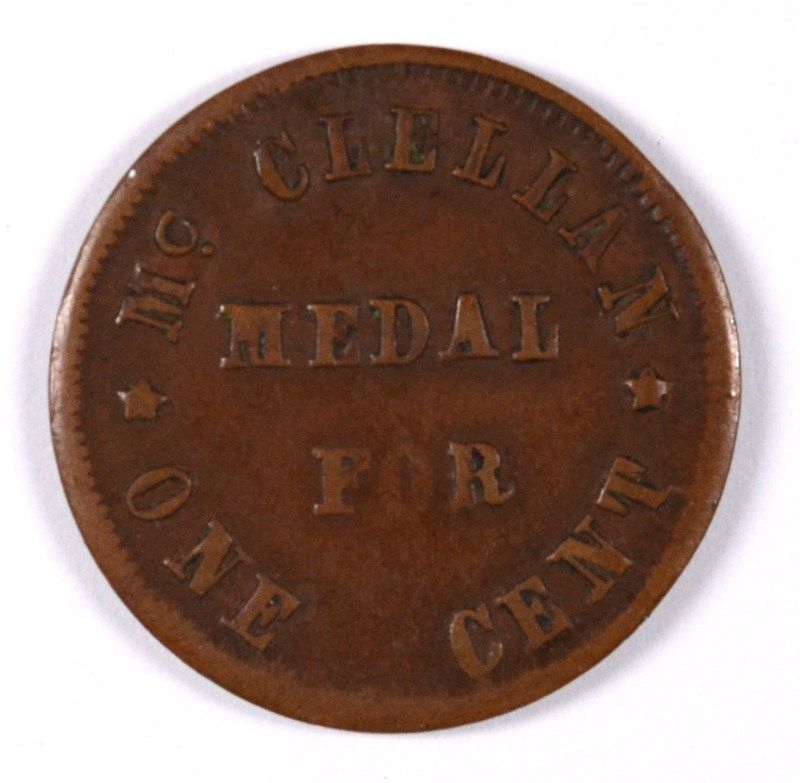 Mc. CLELLAN
MEDAL
FOR
ONE CENT